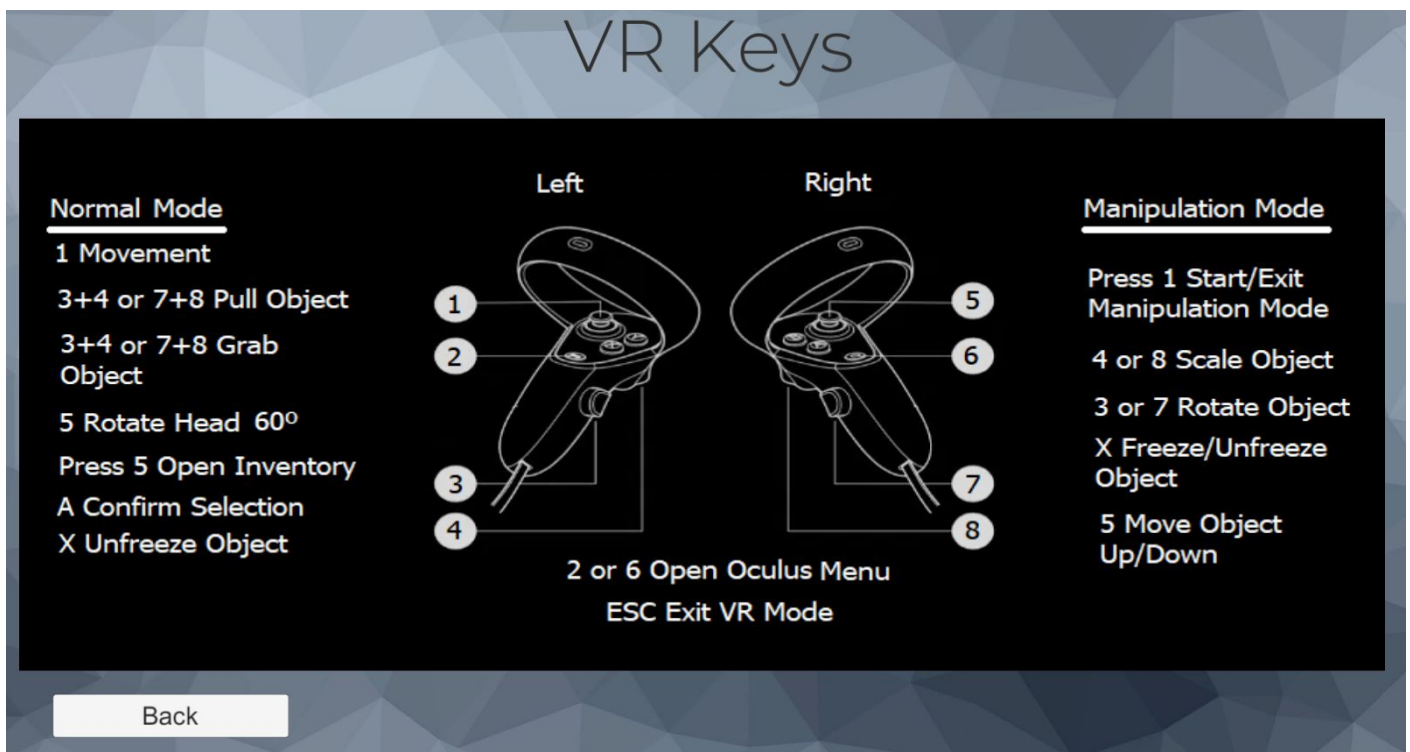 VR Keys
Left
Right
Normal Mode
1 Movement
3+4 or 7+8 Pull Object
3+4 or 7+8 Grab
Object
5 Rotate Head 60º
Press 5 Open Inventory
A Confirm Selection
X Unfreeze Object
1
2
3
4
5
6
7
8
2 or 6 Open Oculus Menu
ESC Exit VR Mode
Manipulation Mode
Press 1 Start/Exit
Manipulation Mode
4 or 8 Scale Object
3 or 7 Rotate Object
X Freeze/Unfreeze
Object
5 Move Object
Up/Down
Back